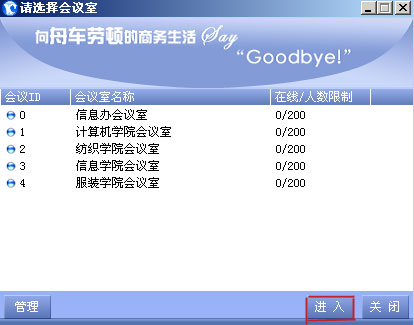 请选择会议室
向舟车劳顿的商务生活 Say
“Goodbye!”
会议ID 会议室名称 在线/人数限制
0 信息办会议室 0/200
1 计算机学院会议室 0/200
2 纺织学院会议室 0/200
3 信息学院会议室 0/200
4 服装学院会议室 0/200
管理 进入 关闭